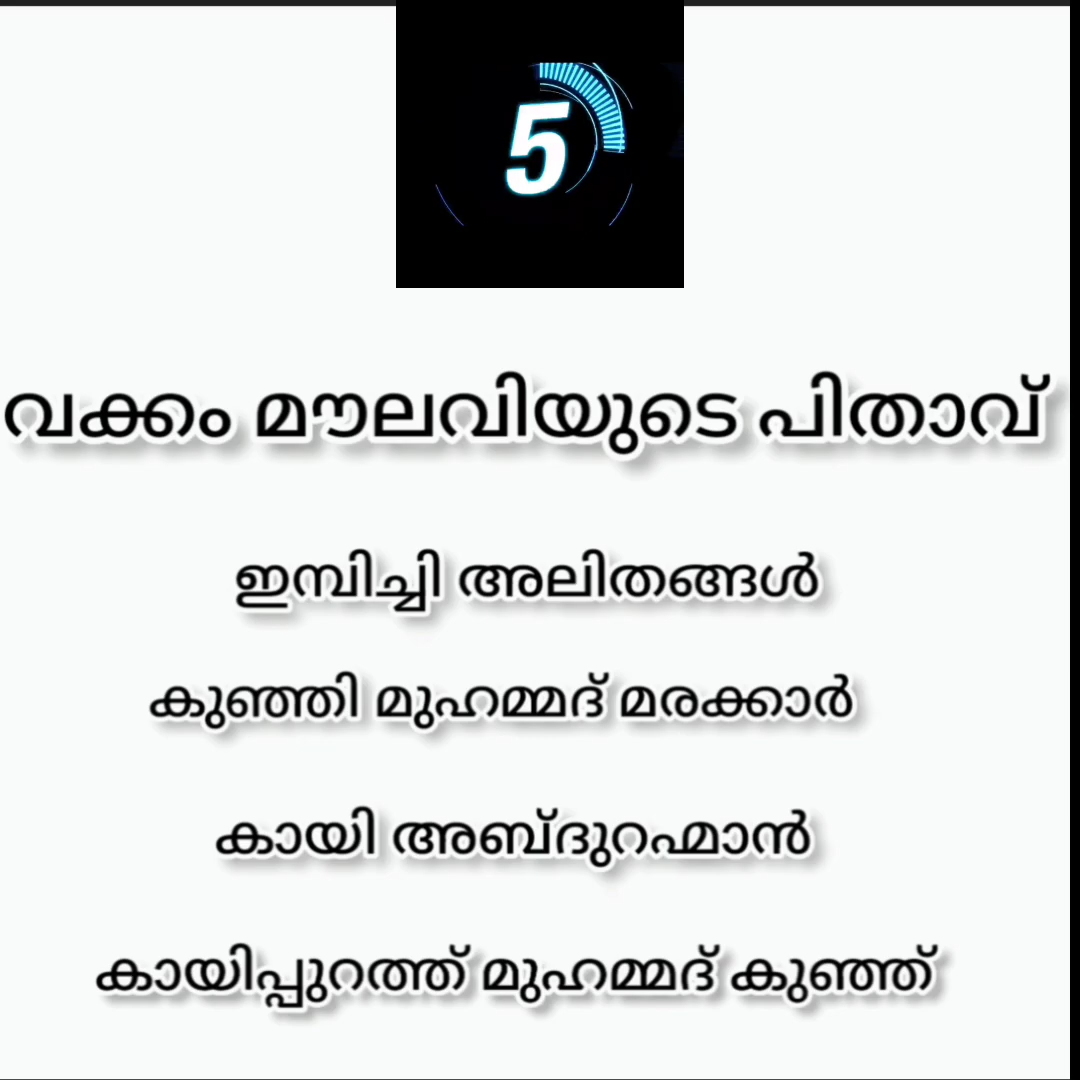 5
വക്കം മൗലവിയുടെ പിതാവ്
ഇമ്പിച്ചി അലിതങ്ങൾ
കുഞ്ഞി മുഹമ്മദ് മരക്കാർ
കായി അബ്ദുറഹ്മാൻ
കായിപ്പുറത്ത് മുഹമ്മദ് കുഞ്ഞ്